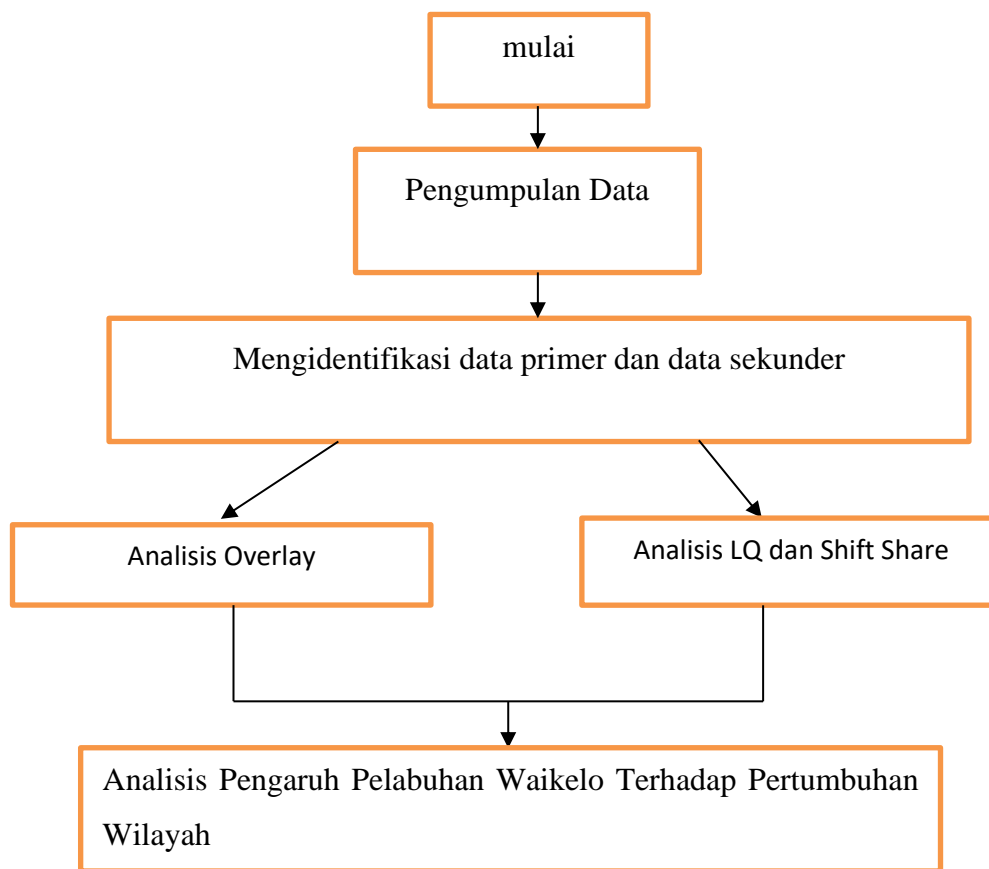 mulai
Pengumpulan Data
Mengidentifikasi data primer dan data sekunder
Analisis Overlay
Analisis LQ dan Shift Share
Analisis Pengaruh Pelabuhan Waikelo Terhadap Pertumbuhan
Wilayah